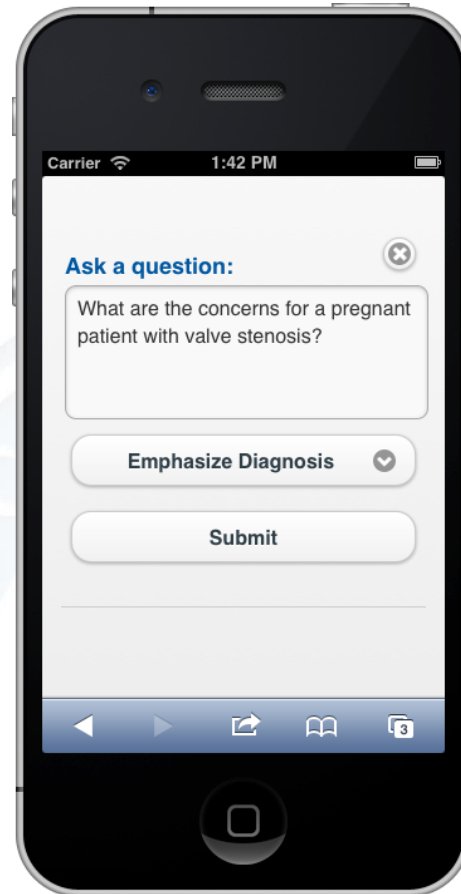 Carrier 1:42 PM
Ask a question:
What are the concerns for a pregnant
patient with valve stenosis?
Emphasize Diagnosis
Submit
3